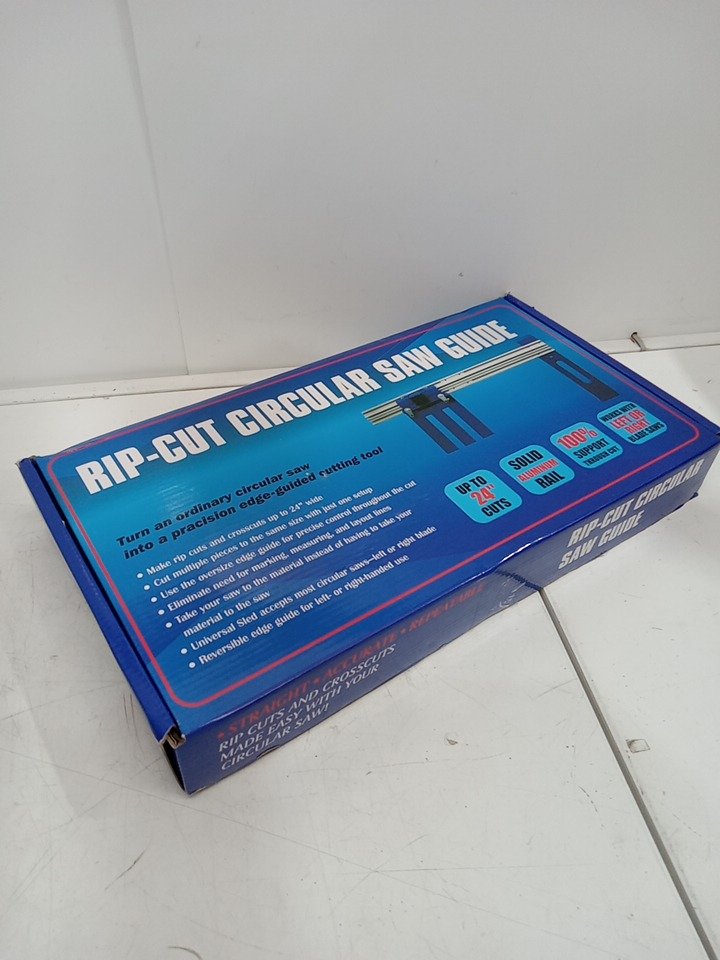 RIP-CUT CIRCULAR SAW GUIDE
Turn an ordinary circular saw
into a precision edge-guided cutting tool
• Make rip cuts and crosscuts up to 24" wide
• Cut multiple pieces to the same size with just one setup
• Use the oversize edge guide for precise control throughout the cut
• Eliminate need for marking, measuring, and layout lines
• Take your saw to the material instead of having to take your
material to the saw
• Universal Sled accepts most circular saws–left or right blade
• Reversible edge guide for left- or right-handed use
UP TO
24"
CUTS
SOLID
ALUMINUM
RAIL
100%
SUPPORT
THROUGH CUT
WORKS WITH
LEFT OR
RIGHT
BLADE SAWS
• STRAIGHT • ACCURATE • REPEATABLE
RIP CUTS AND CROSSCUTS
MADE EASY WITH YOUR
CIRCULAR SAW!
RIP-CUT CIRCULAR
SAW GUIDE